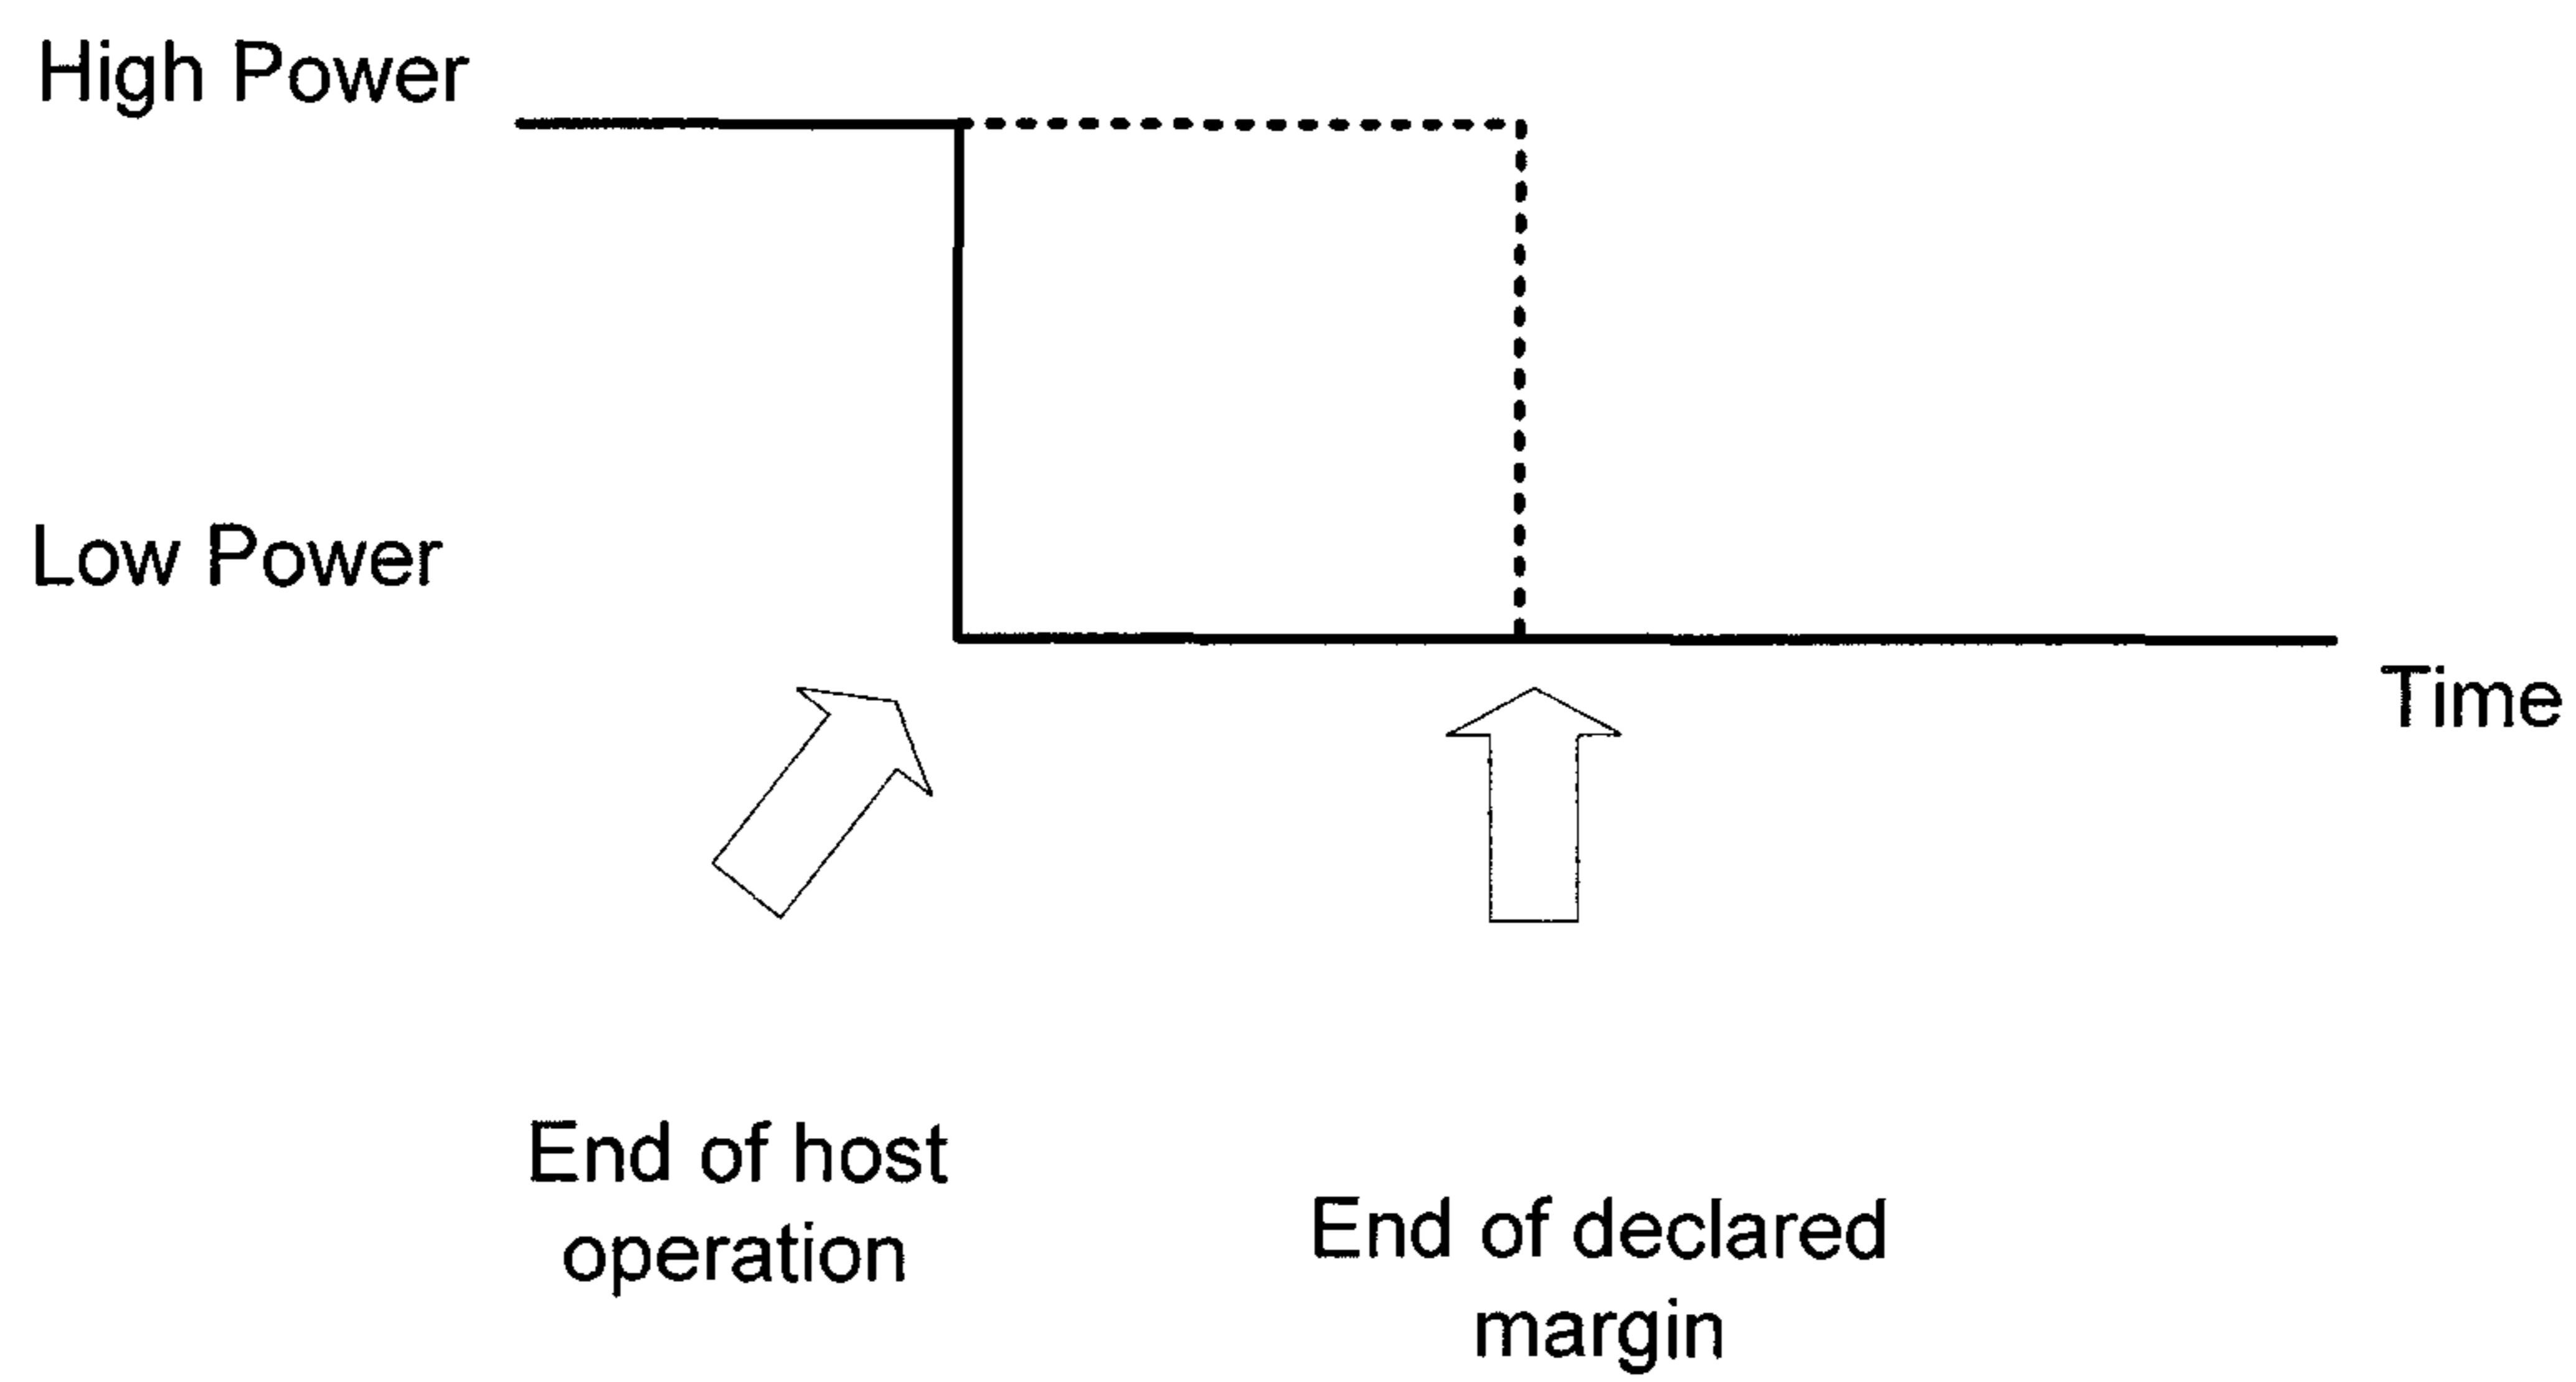 High Power
Low Power
Time
End of host
operation
End of declared
margin